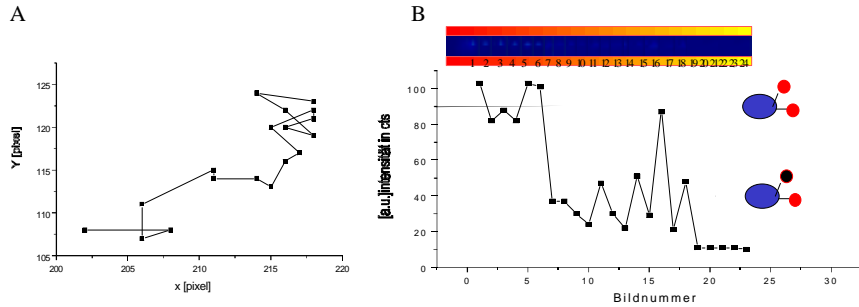 A
B
1 2 3 4 5 6 7 8 9 10 11 12 13 14 15 16 17 18 19 20 21 22 23 24
125
120
115
110
105
Y [pixel]
200 205 210 215 220
x [pixel]
100
80
60
40
20
0
[a.u.]intensität in cts
0 5 10 15 20 25 30
Bildnummer